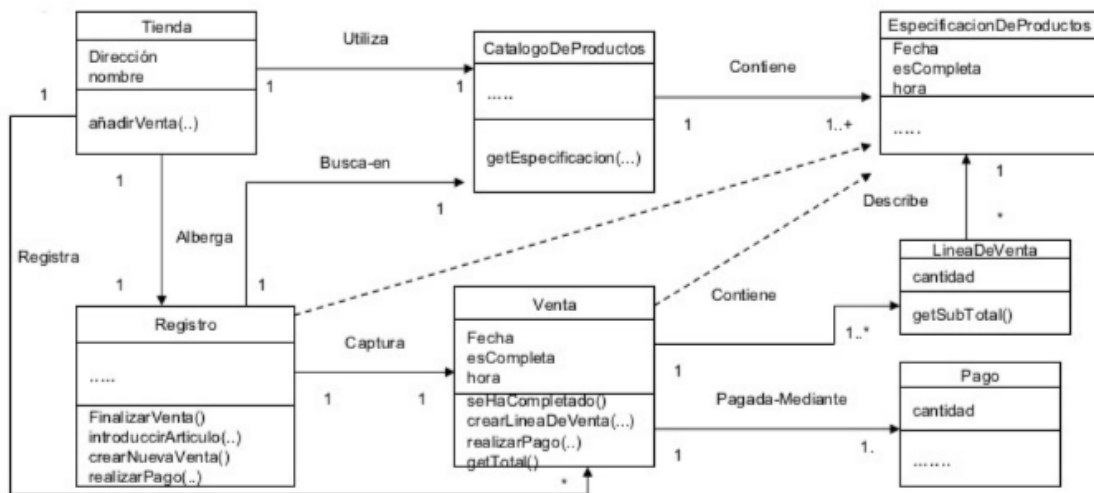 Tienda
Dirección
nombre
añadirVenta(..)
Utiliza
1
1
CatalogoDeProductos
.....
getEspecificacion(...)
Contiene
1
1..+
EspecificacionDeProductos
Fecha
esCompleta
hora
.....
1
Registra
1
Alberga
1
Busca-en
1
1
Describe
1
*
LineaDeVenta
cantidad
getSubTotal()
Registro
.....
FinalizarVenta()
introduccirArticulo(..)
crearNuevaVenta()
realizarPago(..)
Captura
1
1
Venta
Fecha
esCompleta
hora
seHaCompletado()
crearLineaDeVenta(...)
realizarPago(..)
getTotal()
*
Contiene
1
1..*
Pagada-Mediante
1
1.
Pago
cantidad
.......